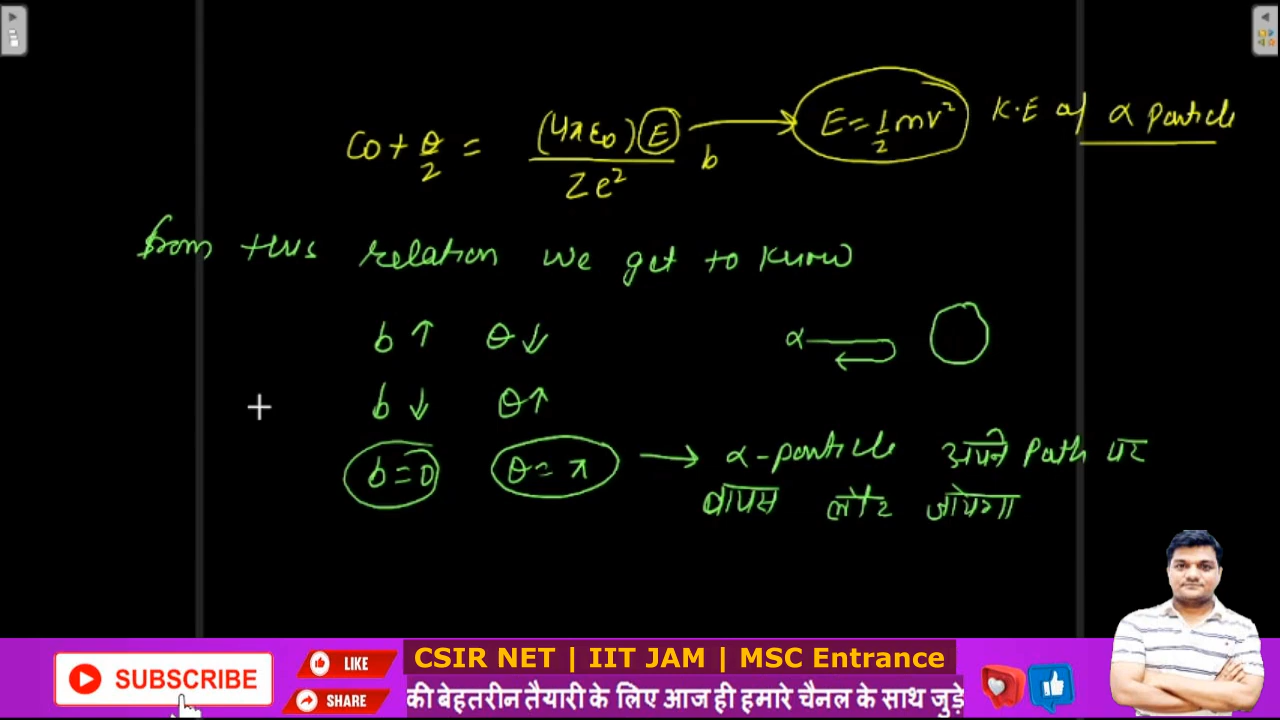 cot θ/2 = (4πε₀) E / Ze² b → E = 1/2 mv² K.E of α particle
from this relation we get to know
b ↑ θ ↓
α
b ↓ θ ↑
b = 0 θ = π → α-particle अपने Path पर
वापस लौट जायेगा
SUBSCRIBE
LIKE
SHARE
CSIR NET | IIT JAM | MSC Entrance
की बेहतरीन तैयारी के लिए आज ही हमारे चैनल के साथ जुड़े